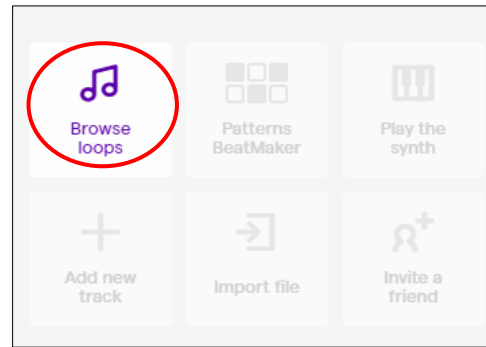 Browse
loops
Patterns
BeatMaker
Play the
synth
Add new
track
Import file
Invite a
friend